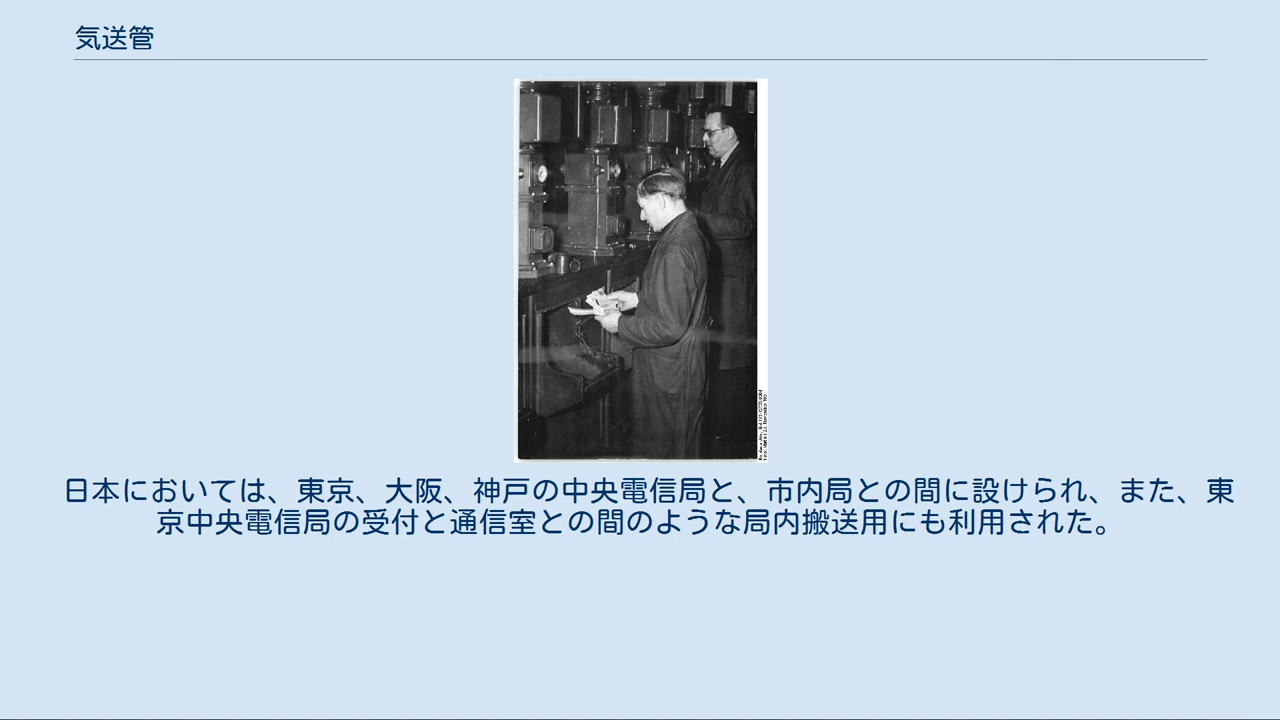 気送管
日本においては、東京、大阪、神戸の中央電信局と、市内局との間に設けられ、また、東
京中央電信局の受付と通信室との間のような局内搬送用にも利用された。